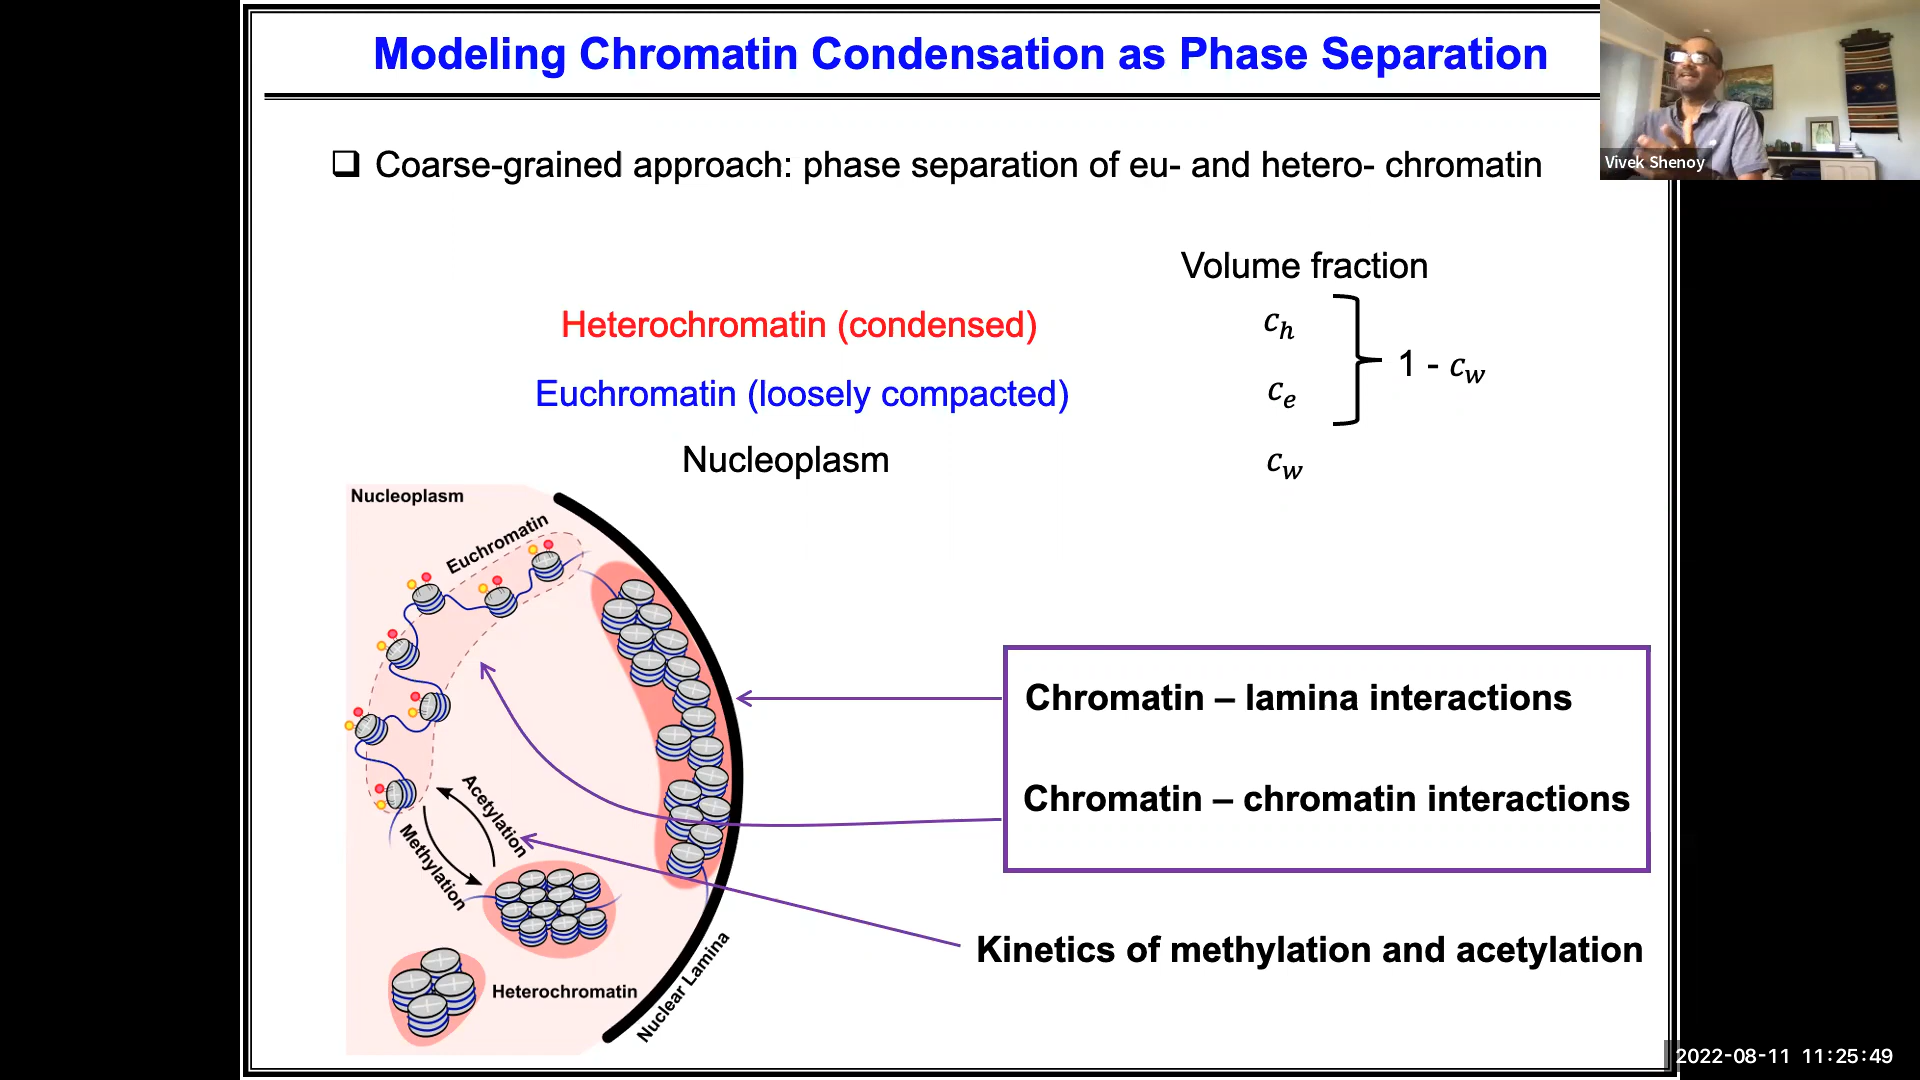 Modeling Chromatin Condensation as Phase Separation
Vivek Shenoy
❑ Coarse-grained approach: phase separation of eu- and hetero- chromatin
Volume fraction
Heterochromatin (condensed) c_h
1 - c_w
Euchromatin (loosely compacted) c_e
Nucleoplasm c_w
Nucleoplasm
Euchromatin
Chromatin – lamina interactions
Chromatin – chromatin interactions
Acetylation
Methylation
Kinetics of methylation and acetylation
Heterochromatin
Nuclear Lamina
2022-08-11 11:25:49